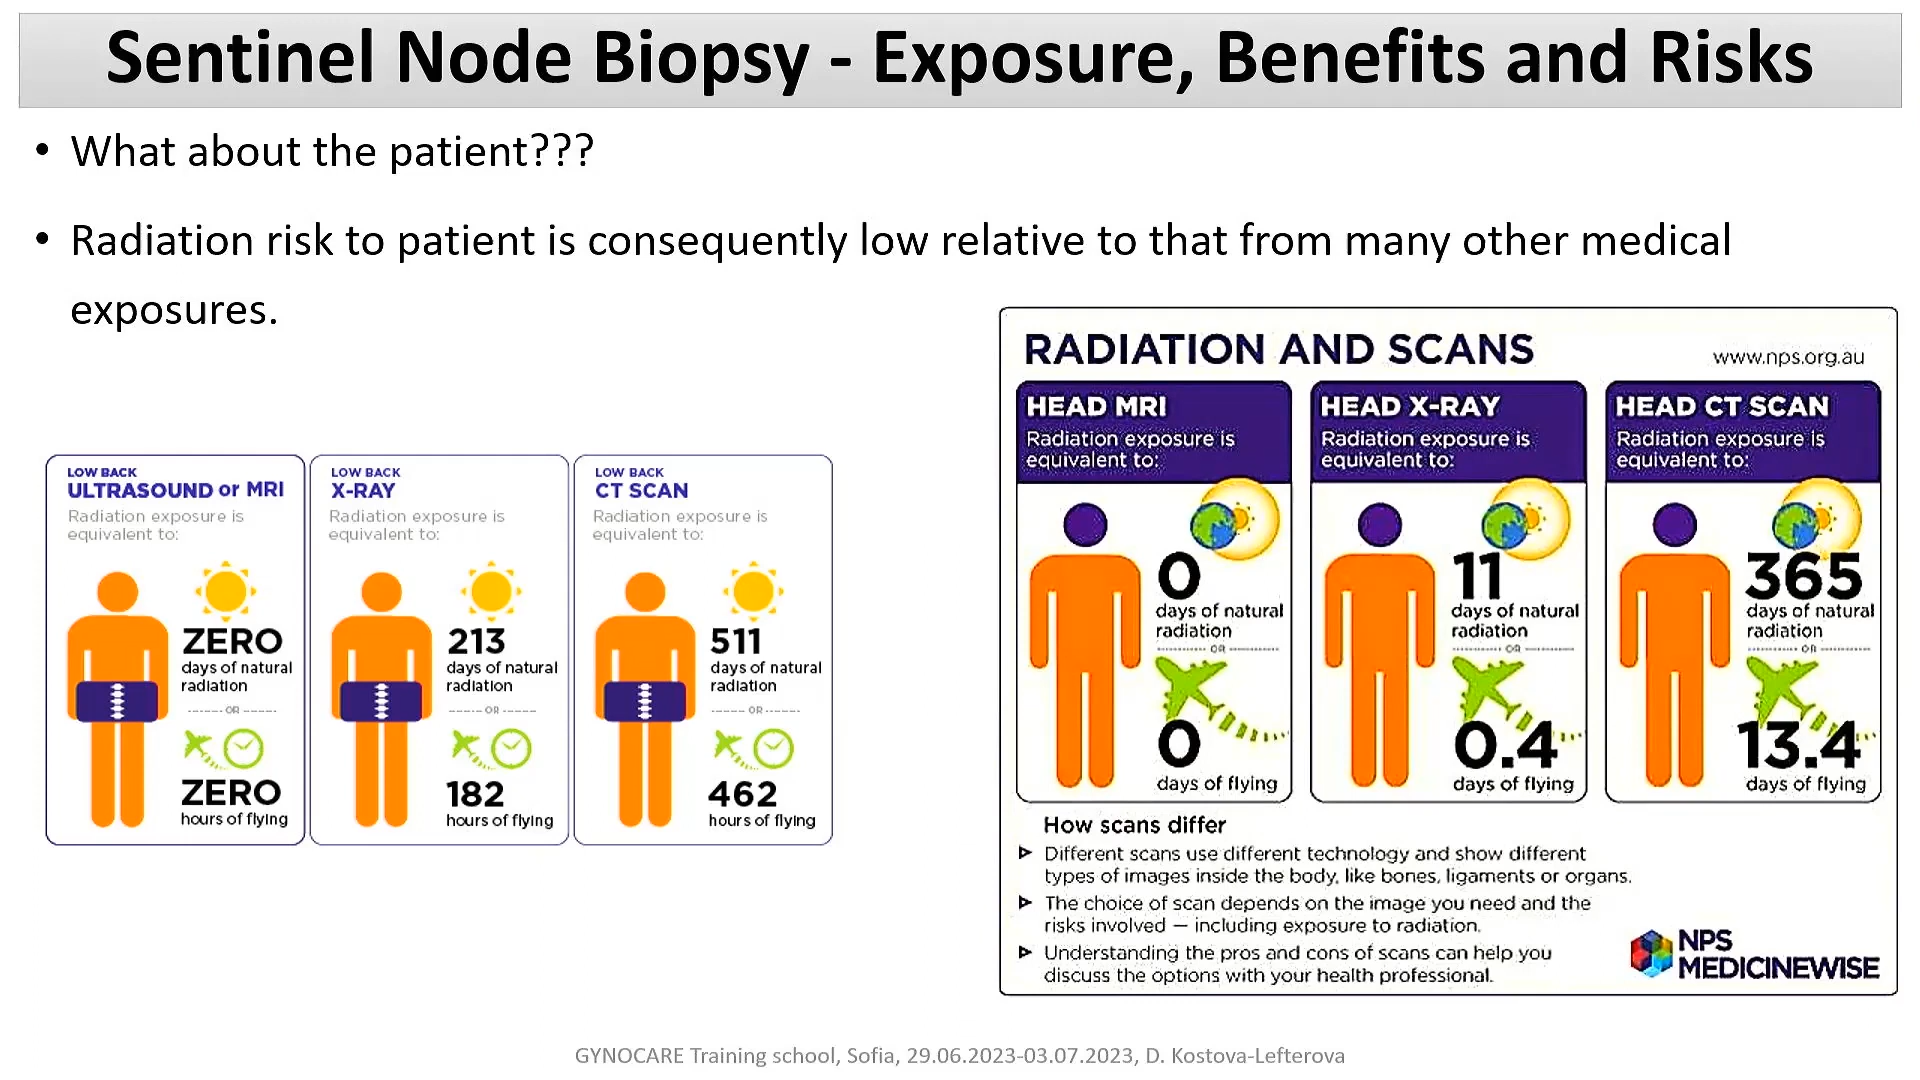 Sentinel Node Biopsy - Exposure, Benefits and Risks
• What about the patient???
• Radiation risk to patient is consequently low relative to that from many other medical
exposures.
LOW BACK
ULTRASOUND or MRI
Radiation exposure is
equivalent to:
ZERO
days of natural
radiation
OR
ZERO
hours of flying
LOW BACK
X-RAY
Radiation exposure is
equivalent to:
213
days of natural
radiation
OR
182
hours of flying
LOW BACK
CT SCAN
Radiation exposure is
equivalent to:
511
days of natural
radiation
OR
462
hours of flying
RADIATION AND SCANS
www.nps.org.au
HEAD MRI
Radiation exposure is
equivalent to:
0
days of natural
radiation
OR
0
days of flying
HEAD X-RAY
Radiation exposure is
equivalent to:
11
days of natural
radiation
OR
0.4
days of flying
HEAD CT SCAN
Radiation exposure is
equivalent to:
365
days of natural
radiation
OR
13.4
days of flying
How scans differ
Different scans use different technology and show different
types of images inside the body, like bones, ligaments or organs.
The choice of scan depends on the image you need and the
risks involved — including exposure to radiation.
Understanding the pros and cons of scans can help you
discuss the options with your health professional.
NPS
MEDICINEWISE
GYNOCARE Training school, Sofia, 29.06.2023-03.07.2023, D. Kostova-Lefterova